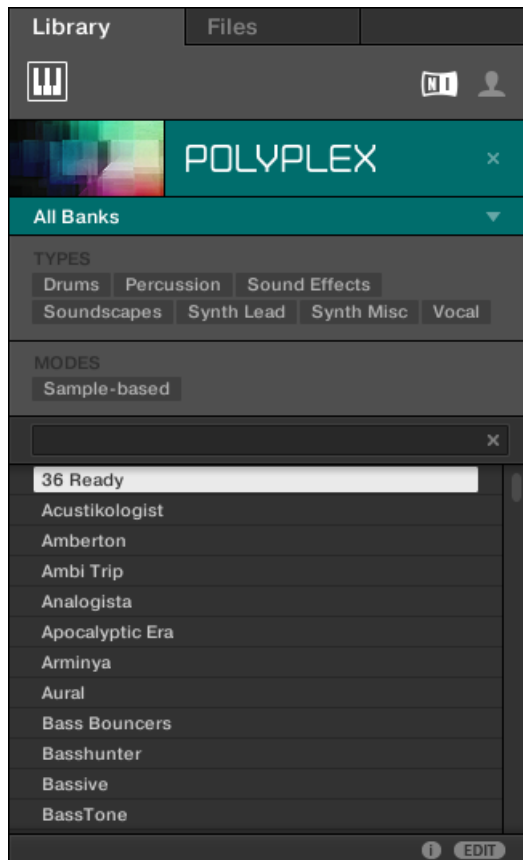 Library Files
NI
POLYPLEX ×
All Banks
TYPES
Drums Percussion Sound Effects
Soundscapes Synth Lead Synth Misc Vocal
MODES
Sample-based
×
36 Ready
Acustikologist
Amberton
Ambi Trip
Analogista
Apocalyptic Era
Arminya
Aural
Bass Bouncers
Basshunter
Bassive
BassTone
i EDIT